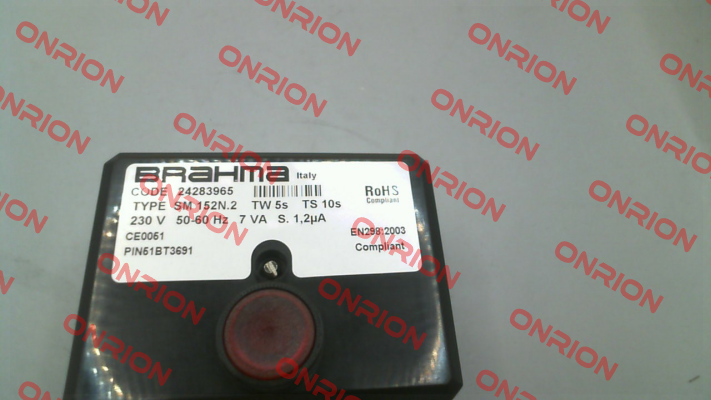 BRAHMA Italy
CODE 24283965
RoHS
Compliant
TYPE SM 152N.2 TW 5s TS 10s
230 V 50-60 Hz 7 VA S. 1,2µA
CE0051
EN298:2003
PIN51BT3691
Compliant
ONRION
ONRION
ONRION
ONRION
ONRION
ONRION
ONRION
ONRION
ONRION
ONRION
ONRION
ONRION
ONRION
ONRION